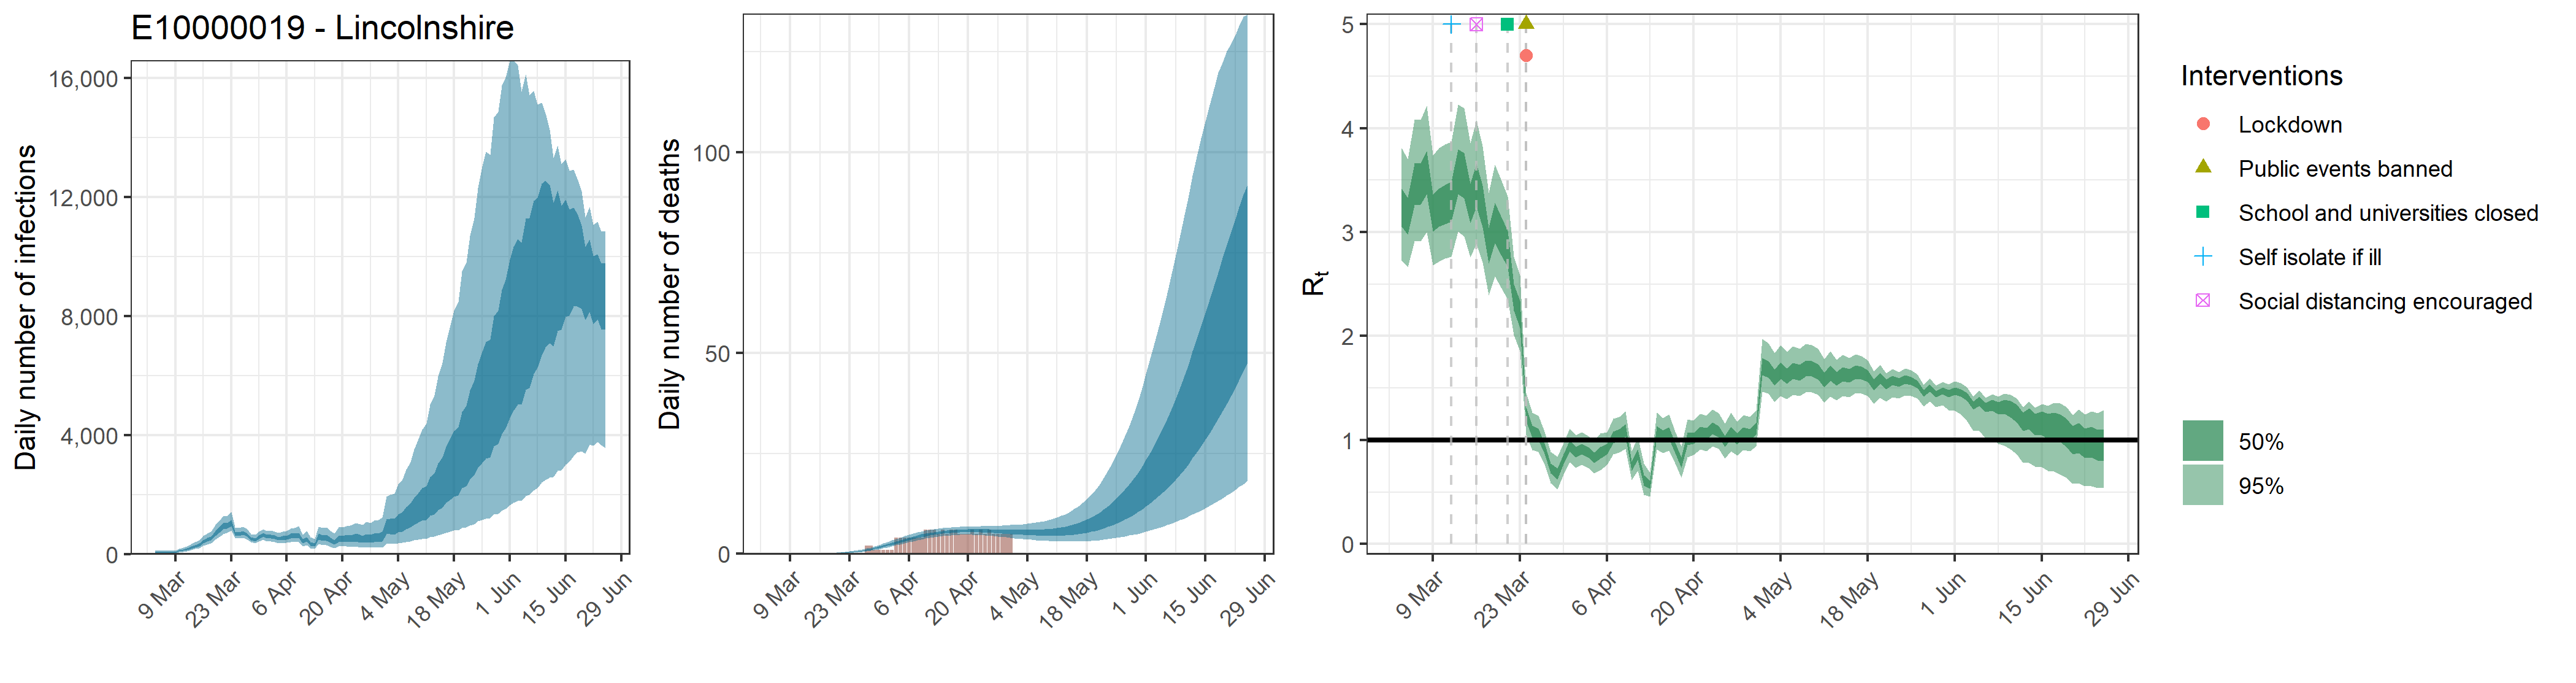 E10000019 - Lincolnshire
Daily number of infections
16,000
12,000
8,000
4,000
0
9 Mar
23 Mar
6 Apr
20 Apr
4 May
18 May
1 Jun
15 Jun
29 Jun
Daily number of deaths
100
50
0
9 Mar
23 Mar
6 Apr
20 Apr
4 May
18 May
1 Jun
15 Jun
29 Jun
Rt
5
4
3
2
1
0
9 Mar
23 Mar
6 Apr
20 Apr
4 May
18 May
1 Jun
15 Jun
29 Jun
Interventions
Lockdown
Public events banned
School and universities closed
Self isolate if ill
Social distancing encouraged
50%
95%